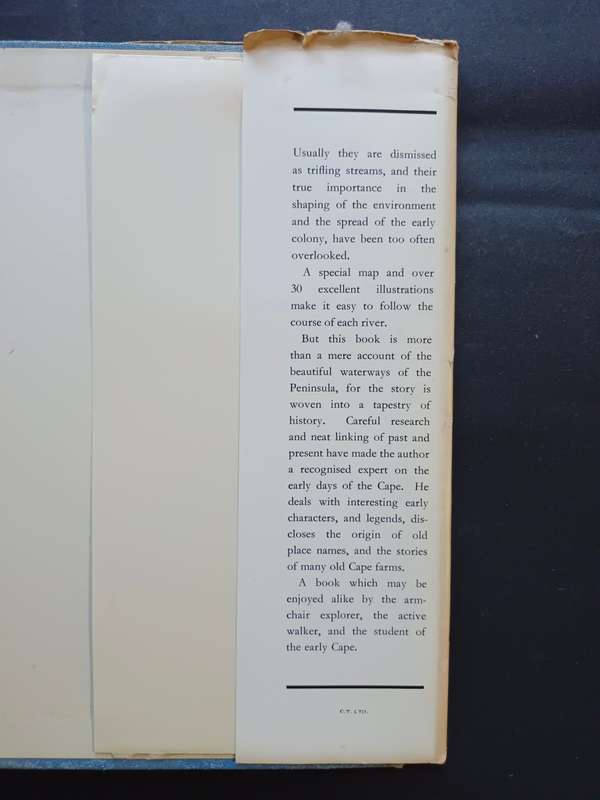 Usually they are dismissed
as trifling streams, and their
true importance in the
shaping of the environment
and the spread of the early
colony, have been too often
overlooked.
A special map and over
30 excellent illustrations
make it easy to follow the
course of each river.
But this book is more
than a mere account of the
beautiful waterways of the
Peninsula, for the story is
woven into a tapestry of
history. Careful research
and neat linking of past and
present have made the author
a recognised expert on the
early days of the Cape. He
deals with interesting early
characters, and legends, dis-
closes the origin of old
place names, and the stories
of many old Cape farms.
A book which may be
enjoyed alike by the arm-
chair explorer, the active
walker, and the student of
the early Cape.
C.T. LTD.